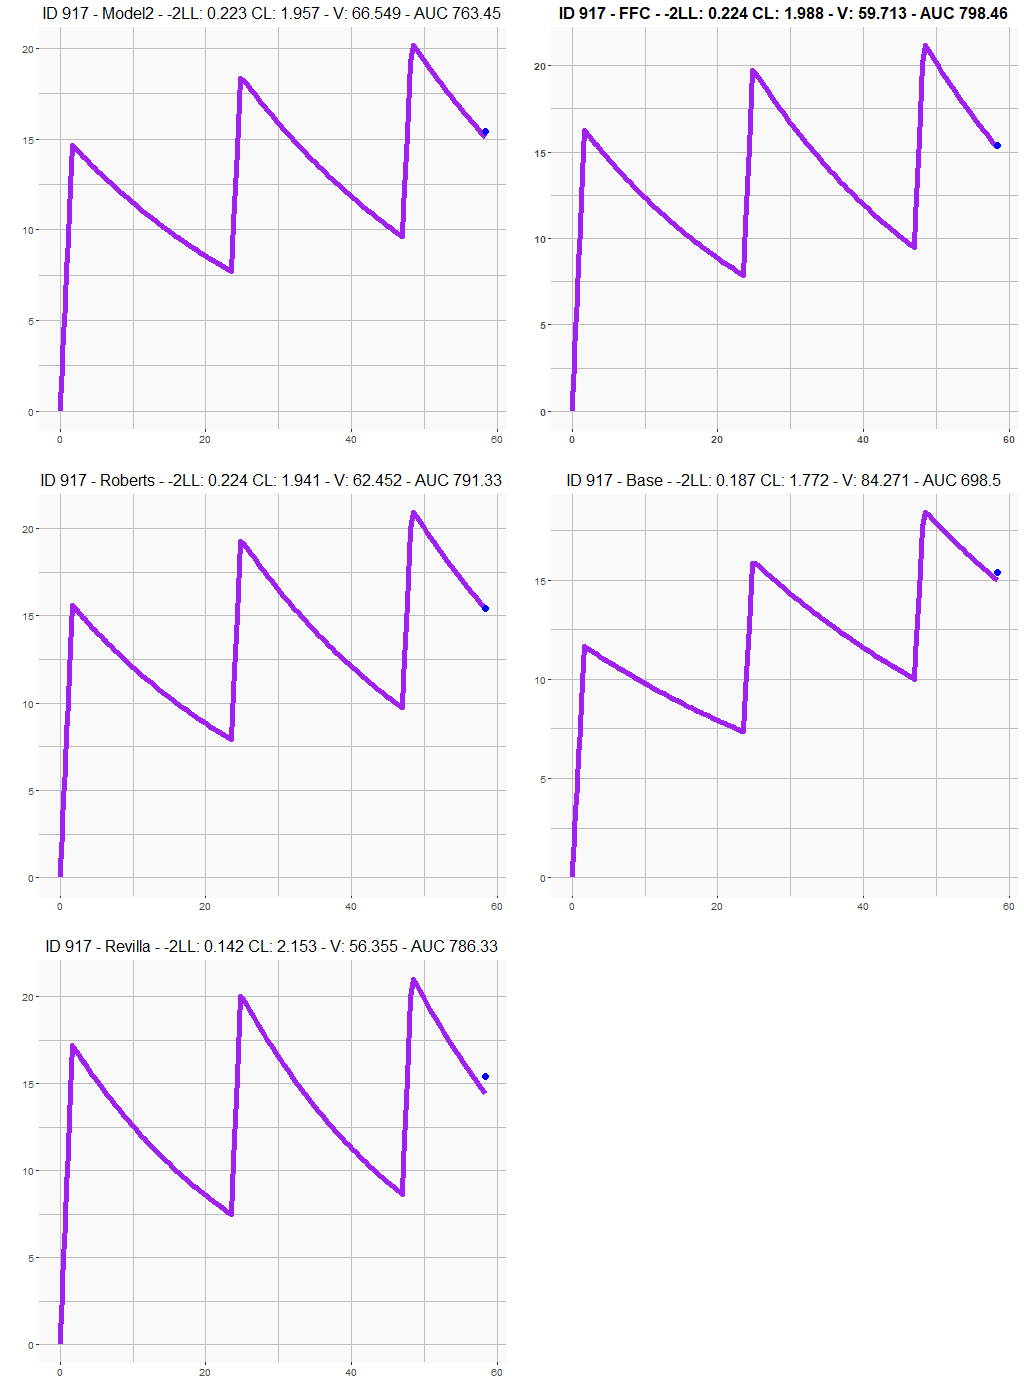 ID 917 - Model2 - -2LL: 0.223 CL: 1.957 - V: 66.549 - AUC 763.45
20
15
10
5
0
0 20 40 60
ID 917 - FFC - -2LL: 0.224 CL: 1.988 - V: 59.713 - AUC 798.46
20
15
10
5
0
0 20 40 60
ID 917 - Roberts - -2LL: 0.224 CL: 1.941 - V: 62.452 - AUC 791.33
20
15
10
5
0
0 20 40 60
ID 917 - Base - -2LL: 0.187 CL: 1.772 - V: 84.271 - AUC 698.5
15
10
5
0
0 20 40 60
ID 917 - Revilla - -2LL: 0.142 CL: 2.153 - V: 56.355 - AUC 786.33
20
15
10
5
0
0 20 40 60